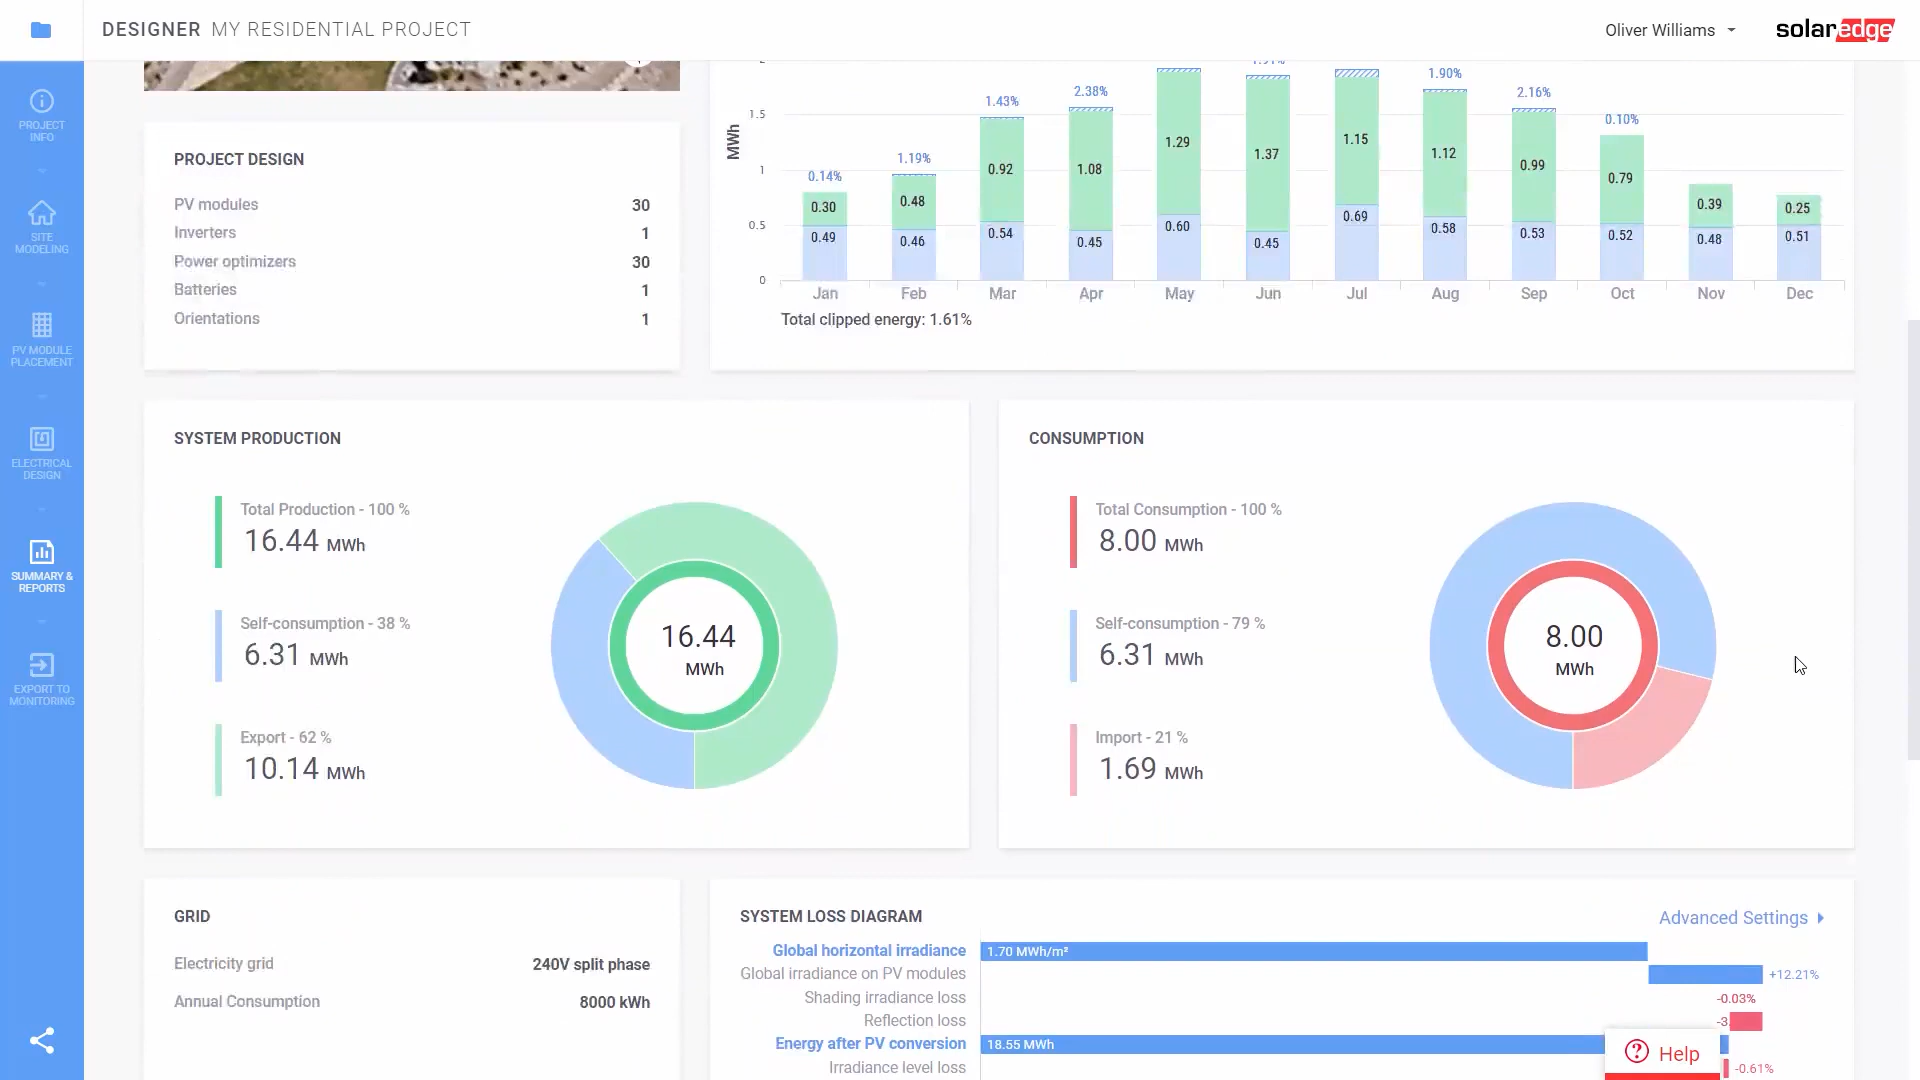 DESIGNER MY RESIDENTIAL PROJECT
Oliver Williams
solaredge
PROJECT
INFO
SITE
MODELING
PV MODULE
PLACEMENT
ELECTRICAL
DESIGN
SUMMARY &
REPORTS
EXPORT TO
MONITORING
PROJECT DESIGN
PV modules 30
Inverters 1
Power optimizers 30
Batteries 1
Orientations 1
MWh
1.5
1
0.5
0
0.14% 1.19% 1.43% 2.38% 1.90% 2.16% 0.10%
0.30 0.48 0.92 1.08 1.29 1.37 1.15 1.12 0.99 0.79 0.39 0.25
0.49 0.46 0.54 0.45 0.60 0.45 0.69 0.58 0.53 0.52 0.48 0.51
Jan Feb Mar Apr May Jun Jul Aug Sep Oct Nov Dec
Total clipped energy: 1.61%
SYSTEM PRODUCTION
Total Production - 100 %
16.44 MWh
Self-consumption - 38 %
6.31 MWh
Export - 62 %
10.14 MWh
16.44
MWh
CONSUMPTION
Total Consumption - 100 %
8.00 MWh
Self-consumption - 79 %
6.31 MWh
Import - 21 %
1.69 MWh
8.00
MWh
GRID
Electricity grid 240V split phase
Annual Consumption 8000 kWh
SYSTEM LOSS DIAGRAM
Advanced Settings
Global horizontal irradiance 1.70 MWh/m²
Global irradiance on PV modules +12.21%
Shading irradiance loss -0.03%
Reflection loss -3.
Energy after PV conversion 18.55 MWh
Irradiance level loss -0.61%
Help